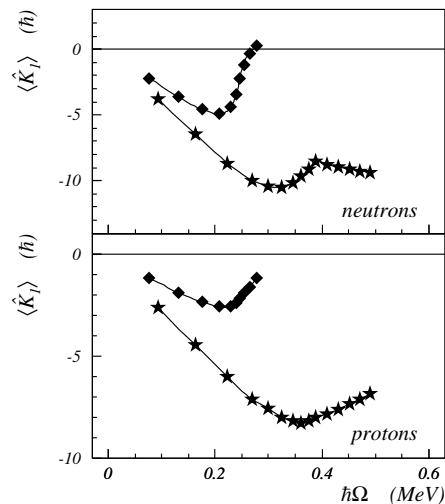 ⟨K̂₁⟩ (ħ)
0
-5
-10
neutrons
⟨K̂₁⟩ (ħ)
0
-5
-10
protons
0 0.2 0.4 0.6
ħΩ (MeV)